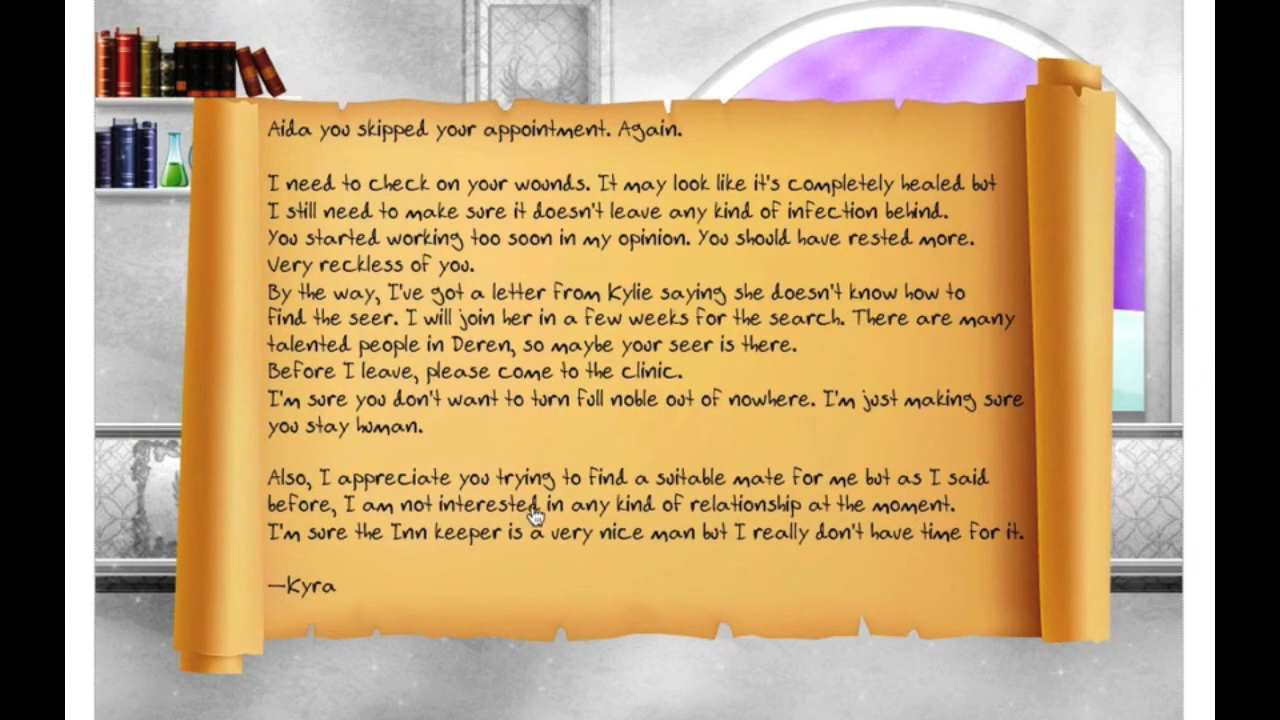 Aida you skipped your appointment. Again.
I need to check on your wounds. It may look like it's completely healed but
I still need to make sure it doesn't leave any kind of infection behind.
You started working too soon in my opinion. You should have rested more.
Very reckless of you.
By the way, I've got a letter from Kylie saying she doesn't know how to
find the seer. I will join her in a few weeks for the search. There are many
talented people in Deren, so maybe your seer is there.
Before I leave, please come to the clinic.
I'm sure you don't want to turn full noble out of nowhere. I'm just making sure
you stay human.
Also, I appreciate you trying to find a suitable mate for me but as I said
before, I am not interested in any kind of relationship at the moment.
I'm sure the Inn keeper is a very nice man but I really don't have time for it.
—Kyra